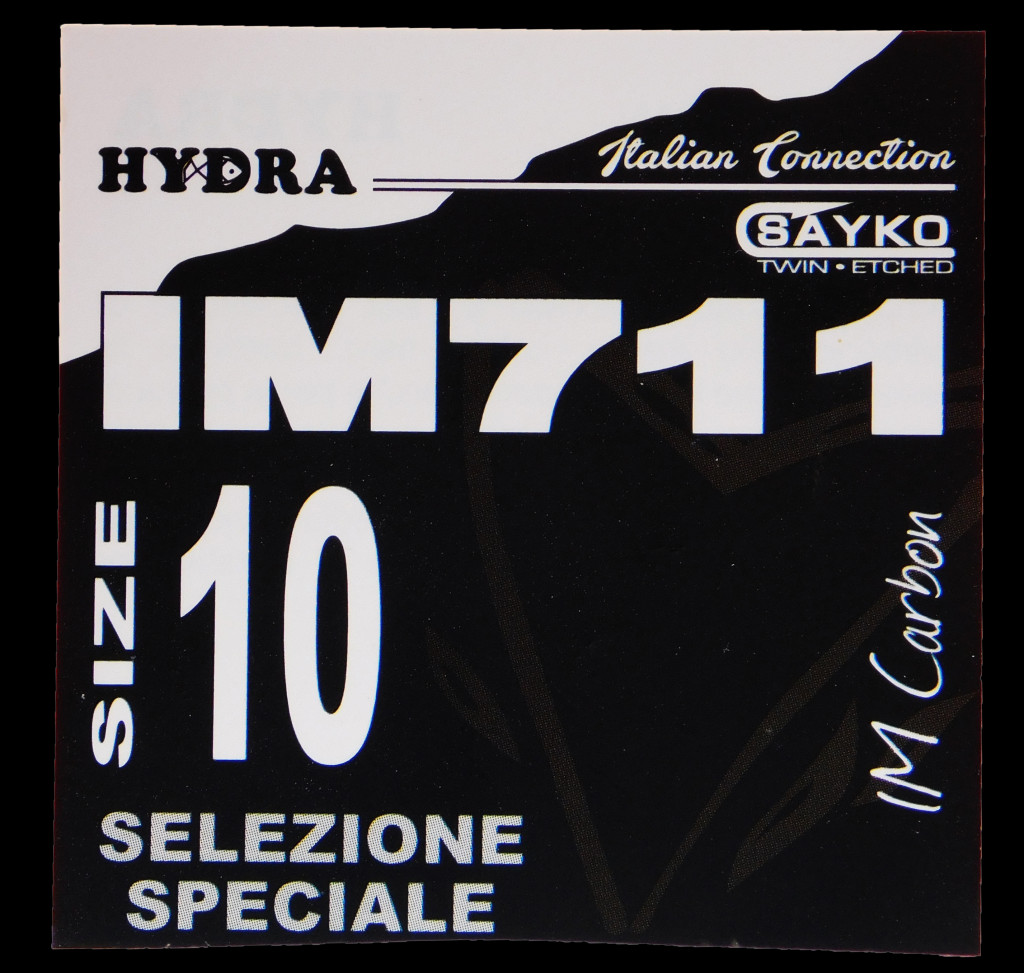 HYDRA
Italian Connection
SAYKO
TWIN • ETCHED
IM711
SIZE
10
IM Carbon
SELEZIONE
SPECIALE